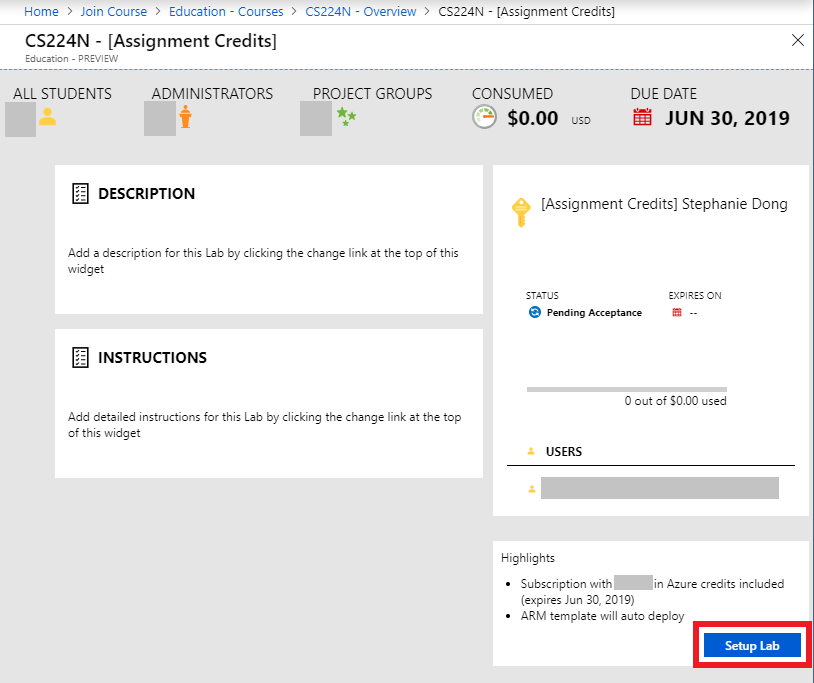 Home > Join Course > Education - Courses > CS224N - Overview > CS224N - [Assignment Credits]
CS224N - [Assignment Credits]
Education - PREVIEW
ALL STUDENTS
ADMINISTRATORS
PROJECT GROUPS
CONSUMED
$0.00 USD
DUE DATE
JUN 30, 2019
DESCRIPTION
Add a description for this Lab by clicking the change link at the top of this
widget
INSTRUCTIONS
Add detailed instructions for this Lab by clicking the change link at the top
of this widget
[Assignment Credits] Stephanie Dong
STATUS
Pending Acceptance
EXPIRES ON
--
0 out of $0.00 used
USERS
Highlights
• Subscription with in Azure credits included
(expires Jun 30, 2019)
• ARM template will auto deploy
Setup Lab